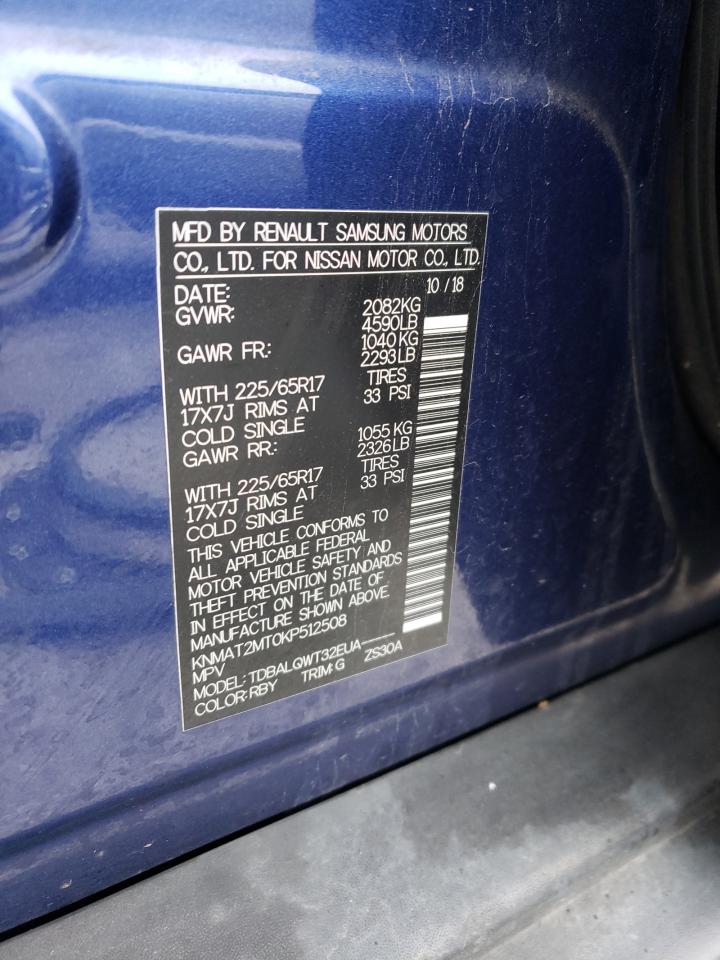 MFD BY RENAULT SAMSUNG MOTORS
CO., LTD. FOR NISSAN MOTOR CO., LTD.
DATE: 10 / 18
GVWR: 2082KG
4590LB
GAWR FR: 1040KG
2293LB
WITH 225/65R17 TIRES
17X7J RIMS AT 33 PSI
COLD SINGLE
GAWR RR: 1055KG
2326LB
WITH 225/65R17 TIRES
17X7J RIMS AT 33 PSI
COLD SINGLE
THIS VEHICLE CONFORMS TO
ALL APPLICABLE FEDERAL
MOTOR VEHICLE SAFETY AND
THEFT PREVENTION STANDARDS
IN EFFECT ON THE DATE OF
MANUFACTURE SHOWN ABOVE.
KNMAT2MT0KP512508
MPV
MODEL: TDBALQWT32EUA-----
COLOR: RBY TRIM: G ZS30A